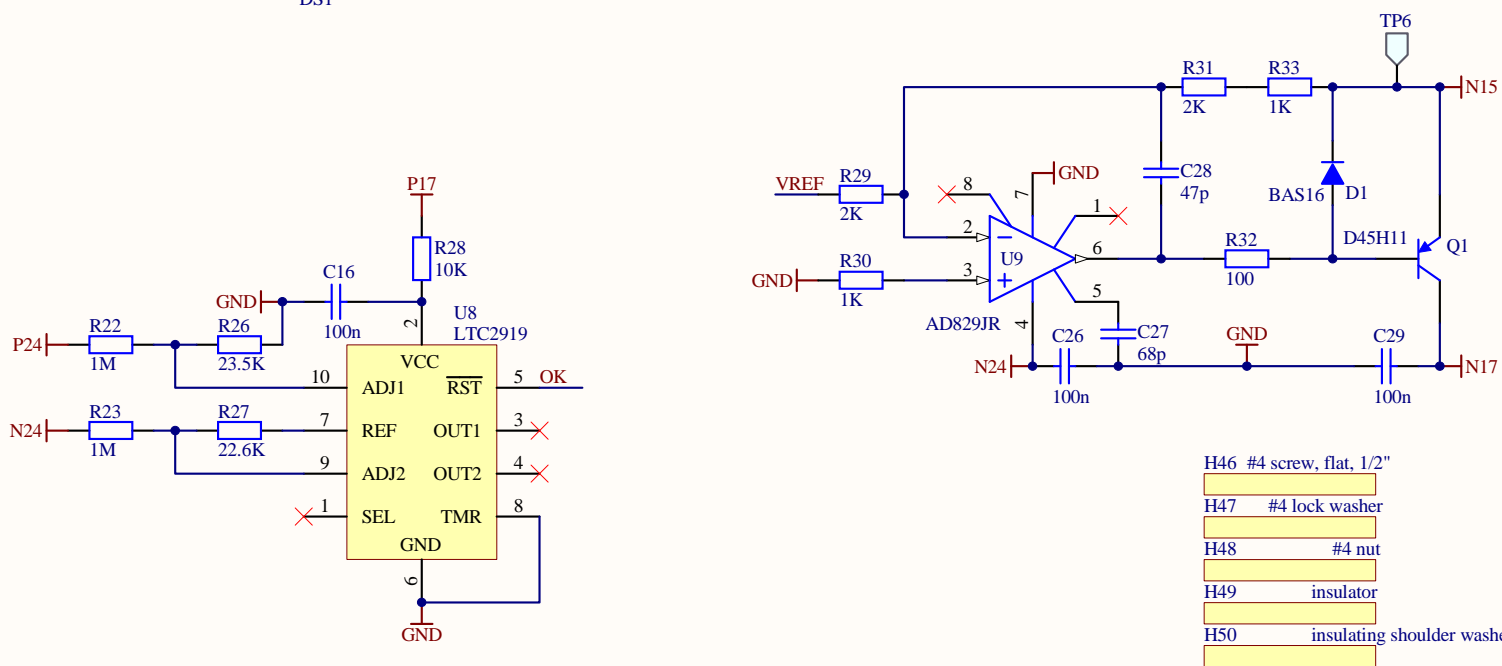 DS1
TP6
R31
R33
2K
1K
N15
P17
R28
10K
VREF
R29
2K
8
7
GND
C28
47p
BAS16
D1
1
2
U9
6
R32
100
D45H11
Q1
GND
R30
1K
3
5
AD829JR
4
C27
68p
N24
C26
100n
GND
C29
100n
N17
GND
C16
100n
2
U8
LTC2919
P24
R22
1M
R26
23.5K
VCC
10
ADJ1
RST
5
OK
N24
R23
1M
R27
22.6K
7
REF
OUT1
3
9
ADJ2
OUT2
4
1
SEL
TMR
8
GND
6
GND
H46 #4 screw, flat, 1/2"
H47 #4 lock washer
H48 #4 nut
H49 insulator
H50 insulating shoulder washe